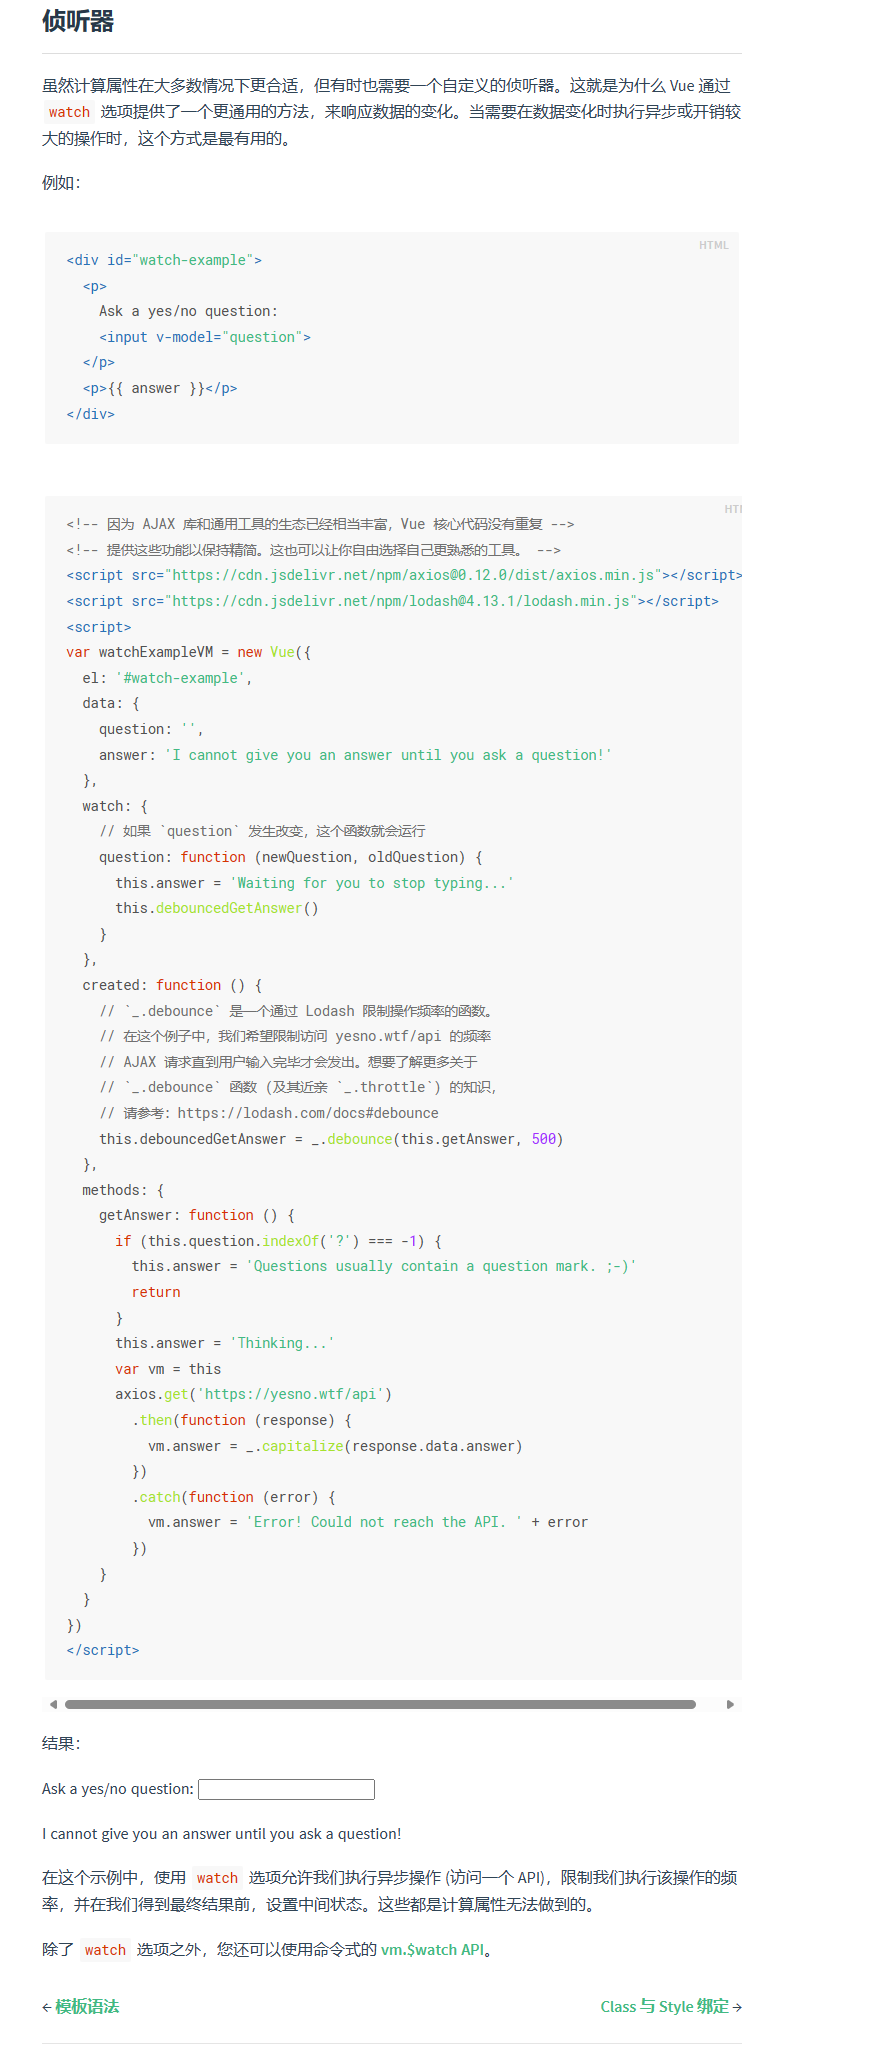 侦听器
虽然计算属性在大多数情况下更合适，但有时也需要一个自定义的侦听器。这就是为什么 Vue 通过
watch 选项提供了一个更通用的方法，来响应数据的变化。当需要在数据变化时执行异步或开销较
大的操作时，这个方式是最有用的。
例如：
HTML
<div id="watch-example">
  <p>
    Ask a yes/no question:
    <input v-model="question">
  </p>
  <p>{{ answer }}</p>
</div>
HTI
<!-- 因为 AJAX 库和通用工具的生态已经相当丰富，Vue 核心代码没有重复 -->
<!-- 提供这些功能以保持精简。这也可以让你自由选择自己更熟悉的工具。 -->
<script src="https://cdn.jsdelivr.net/npm/axios@0.12.0/dist/axios.min.js"></script>
<script src="https://cdn.jsdelivr.net/npm/lodash@4.13.1/lodash.min.js"></script>
<script>
var watchExampleVM = new Vue({
  el: '#watch-example',
  data: {
    question: '',
    answer: 'I cannot give you an answer until you ask a question!'
  },
  watch: {
    // 如果 `question` 发生改变，这个函数就会运行
    question: function (newQuestion, oldQuestion) {
      this.answer = 'Waiting for you to stop typing...'
      this.debouncedGetAnswer()
    }
  },
  created: function () {
    // `_.debounce` 是一个通过 Lodash 限制操作频率的函数。
    // 在这个例子中，我们希望限制访问 yesno.wtf/api 的频率
    // AJAX 请求直到用户输入完毕才会发出。想要了解更多关于
    // `_.debounce` 函数 (及其近亲 `_.throttle`) 的知识，
    // 请参考：https://lodash.com/docs#debounce
    this.debouncedGetAnswer = _.debounce(this.getAnswer, 500)
  },
  methods: {
    getAnswer: function () {
      if (this.question.indexOf('?') === -1) {
        this.answer = 'Questions usually contain a question mark. ;-)'
        return
      }
      this.answer = 'Thinking...'
      var vm = this
      axios.get('https://yesno.wtf/api')
        .then(function (response) {
          vm.answer = _.capitalize(response.data.answer)
        })
        .catch(function (error) {
          vm.answer = 'Error! Could not reach the API. ' + error
        })
    }
  }
})
</script>
结果：
Ask a yes/no question:
I cannot give you an answer until you ask a question!
在这个示例中，使用 watch 选项允许我们执行异步操作 (访问一个 API)，限制我们执行该操作的频
率，并在我们得到最终结果前，设置中间状态。这些都是计算属性无法做到的。
除了 watch 选项之外，您还可以使用命令式的 vm.$watch API。
← 模板语法
Class 与 Style 绑定 →